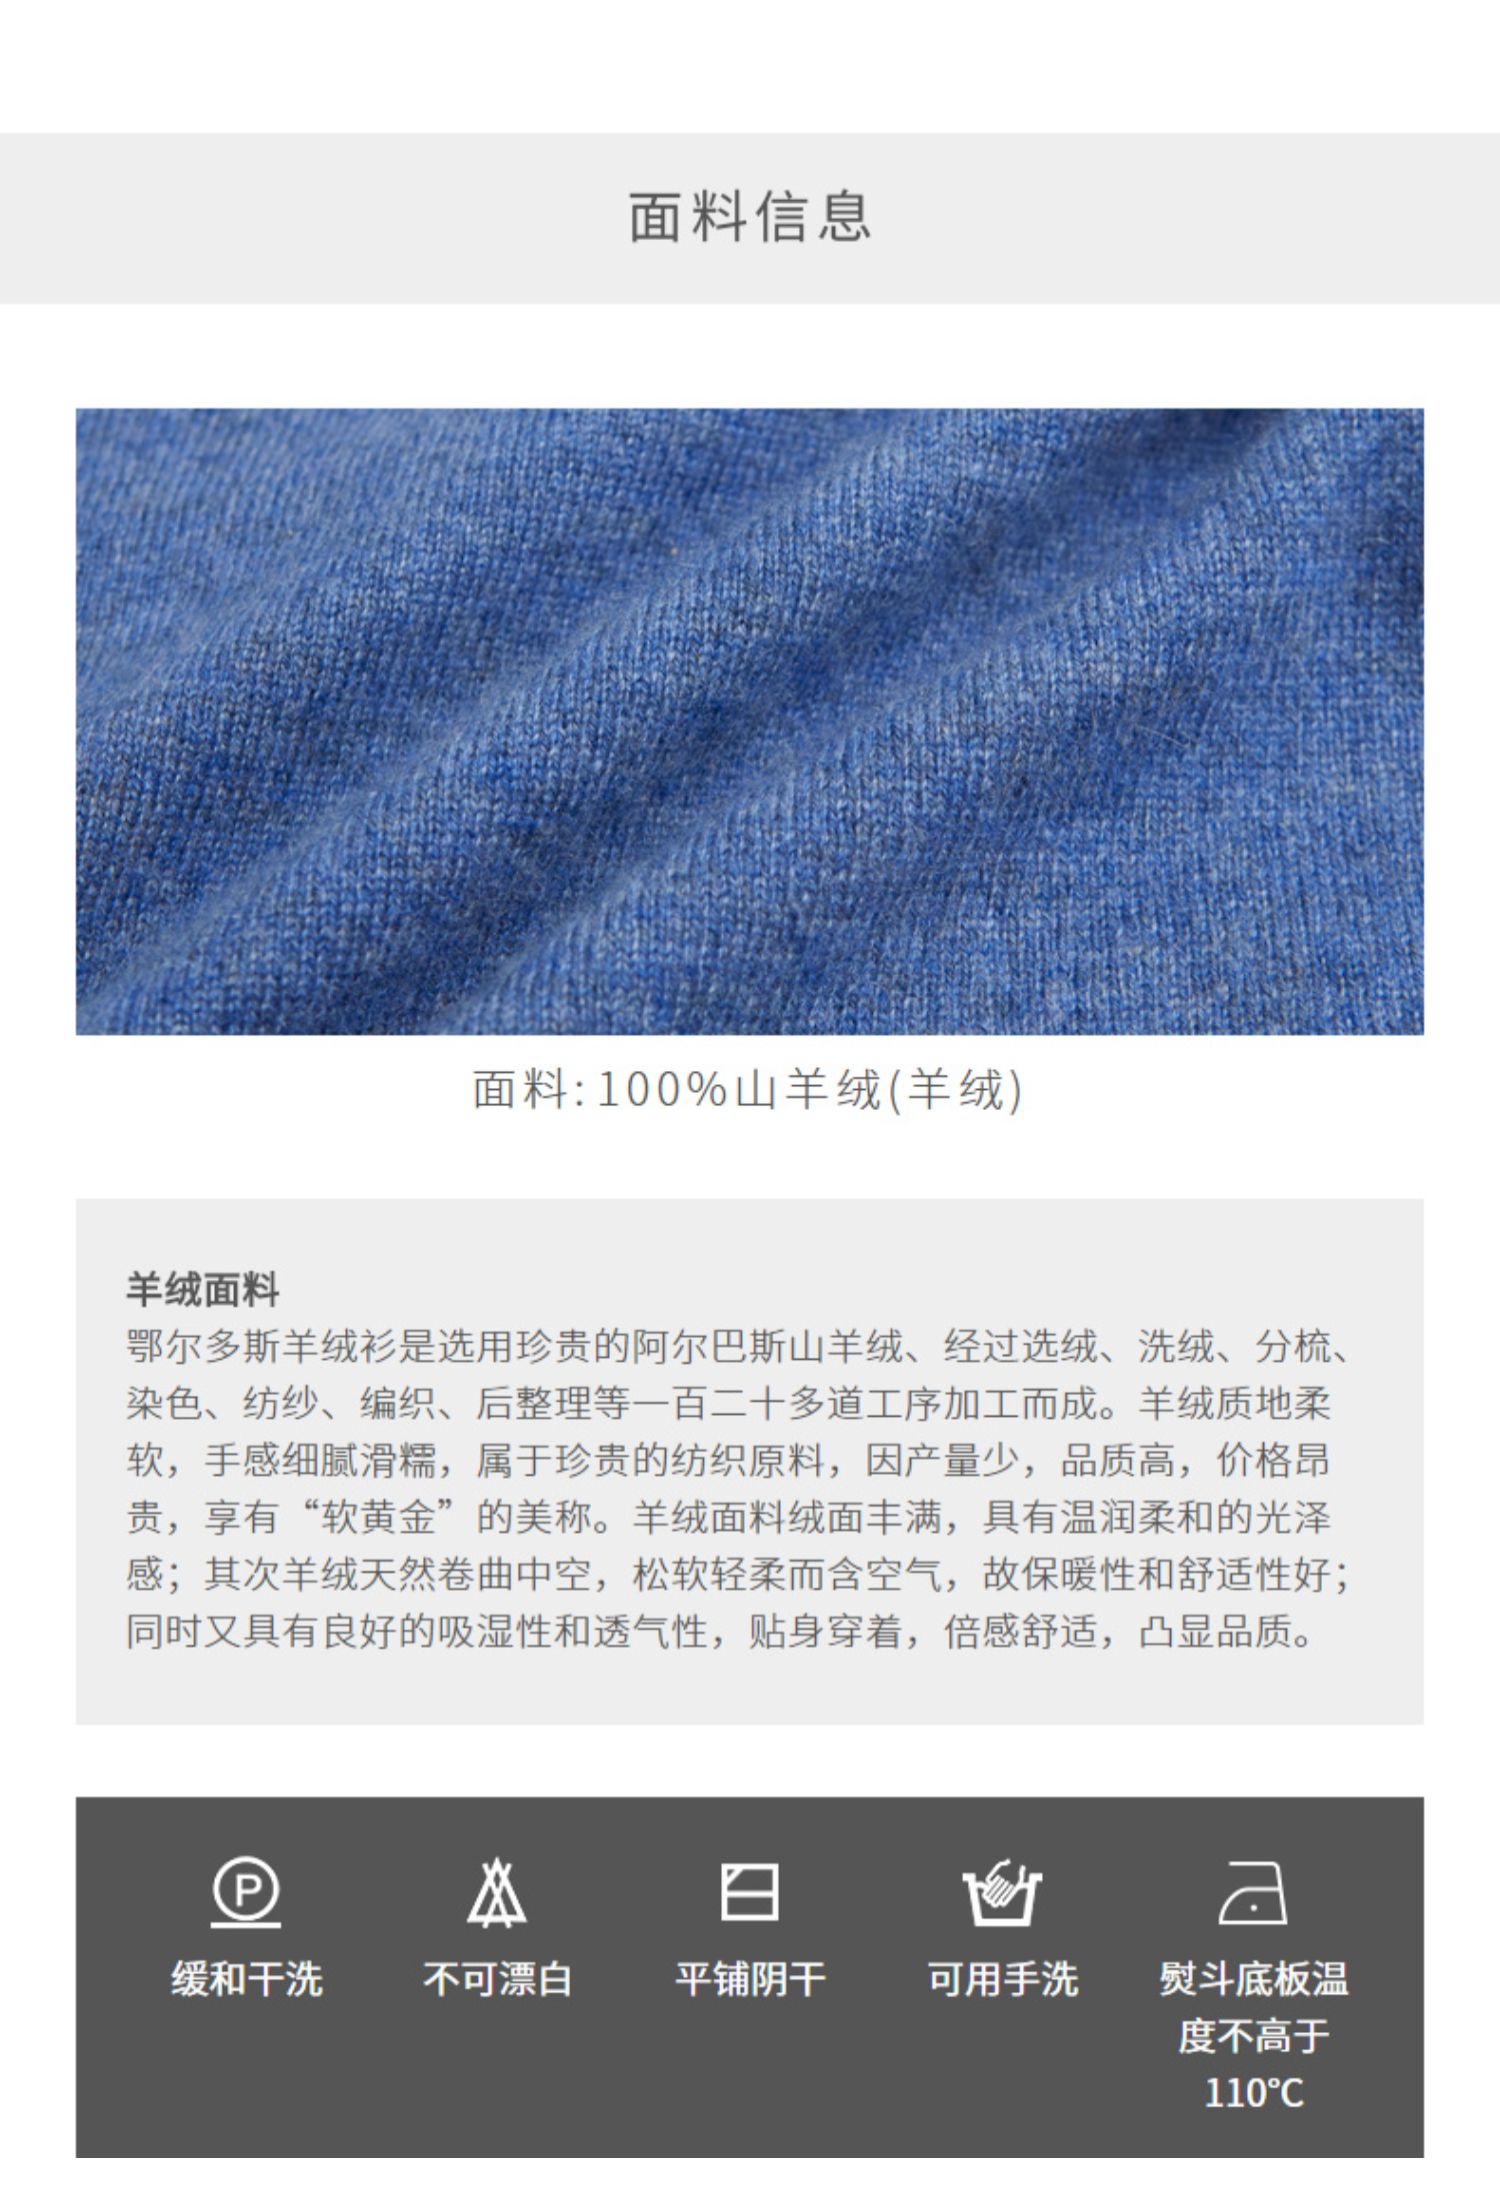 面料信息
面料:100%山羊绒(羊绒)
羊绒面料
鄂尔多斯羊绒衫是选用珍贵的阿尔巴斯山羊绒、经过选绒、洗绒、分梳、
染色、纺纱、编织、后整理等一百二十多道工序加工而成。羊绒质地柔
软，手感细腻滑糯，属于珍贵的纺织原料，因产量少，品质高，价格昂
贵，享有“软黄金”的美称。羊绒面料绒面丰满，具有温润柔和的光泽
感；其次羊绒天然卷曲中空，松软轻柔而含空气，故保暖性和舒适性好；
同时又具有良好的吸湿性和透气性，贴身穿着，倍感舒适，凸显品质。
P
缓和干洗
不可漂白
平铺阴干
可用手洗
熨斗底板温
度不高于
110℃